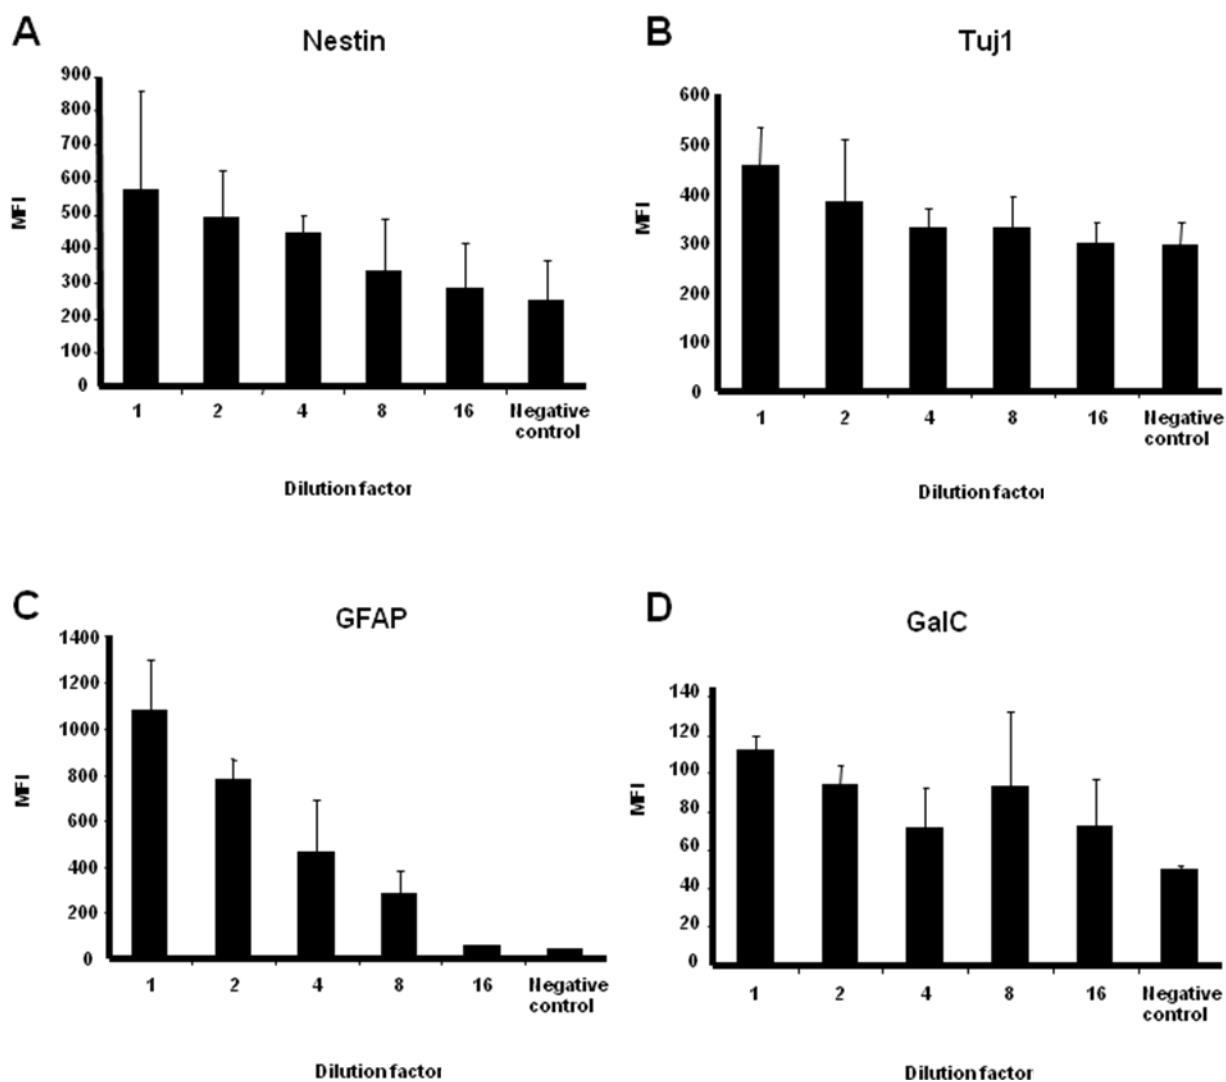 A
Nestin
MFI
900
800
700
600
500
400
300
200
100
0
1 2 4 8 16 Negative
control
Dilution factor
B
Tuj1
MFI
600
500
400
300
200
100
0
1 2 4 8 16 Negative
control
Dilution factor
C
GFAP
MFI
1400
1200
1000
800
600
400
200
0
1 2 4 8 16 Negative
control
Dilution factor
D
GalC
MFI
140
120
100
80
60
40
20
0
1 2 4 8 16 Negative
control
Dilution factor